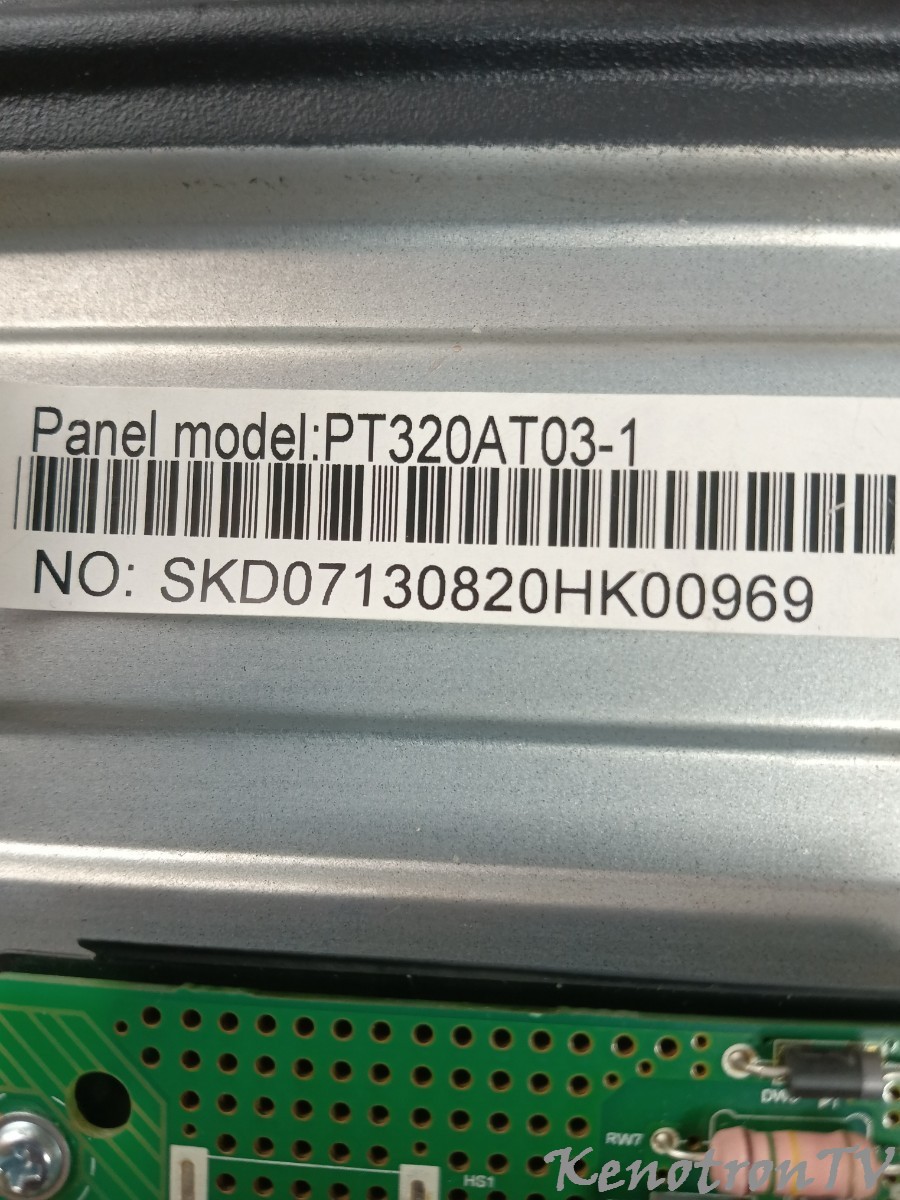 Panel model:PT320AT03-1
NO: SKD07130820HK00969
RW7
HS1
KenotronTV